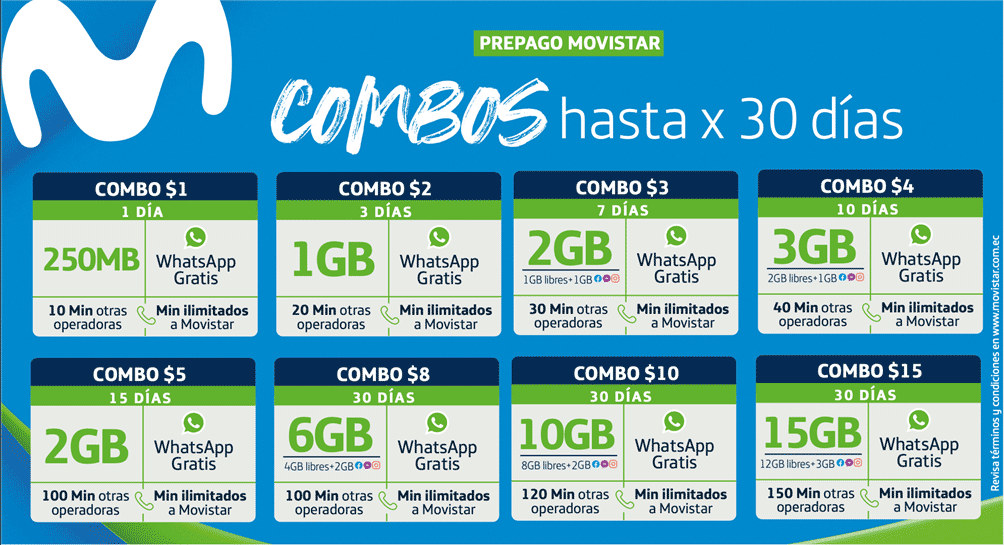 PREPAGO MOVISTAR
COMBOS hasta x 30 días
COMBO $1
1 DÍA
250MB
WhatsApp
Gratis
10 Min otras
operadoras
Min ilimitados
a Movistar
COMBO $2
3 DÍAS
1GB
WhatsApp
Gratis
20 Min otras
operadoras
Min ilimitados
a Movistar
COMBO $3
7 DÍAS
2GB
1GB libres+1GB
WhatsApp
Gratis
30 Min otras
operadoras
Min ilimitados
a Movistar
COMBO $4
10 DÍAS
3GB
2GB libres+1GB
WhatsApp
Gratis
40 Min otras
operadoras
Min ilimitados
a Movistar
COMBO $5
15 DÍAS
2GB
WhatsApp
Gratis
100 Min otras
operadoras
Min ilimitados
a Movistar
COMBO $8
30 DÍAS
6GB
4GB libres+2GB
WhatsApp
Gratis
100 Min otras
operadoras
Min ilimitados
a Movistar
COMBO $10
30 DÍAS
10GB
8GB libres+2GB
WhatsApp
Gratis
120 Min otras
operadoras
Min ilimitados
a Movistar
COMBO $15
30 DÍAS
15GB
12GB libres+3GB
WhatsApp
Gratis
150 Min otras
operadoras
Min ilimitados
a Movistar
Revisa términos y condiciones en www.movistar.com.ec